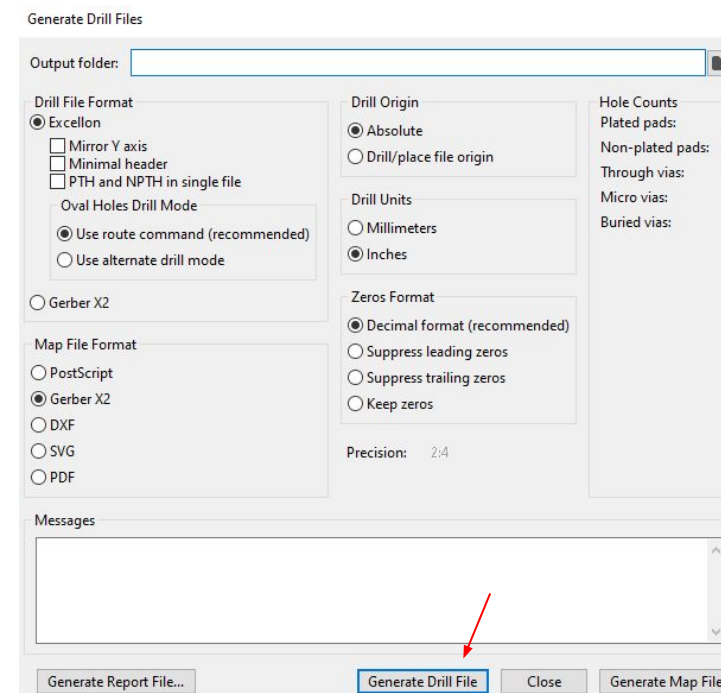 Generate Drill Files
Output folder:
Drill File Format
Excellon
Mirror Y axis
Minimal header
PTH and NPTH in single file
Oval Holes Drill Mode
Use route command (recommended)
Use alternate drill mode
Gerber X2
Map File Format
PostScript
Gerber X2
DXF
SVG
PDF
Drill Origin
Absolute
Drill/place file origin
Drill Units
Millimeters
Inches
Zeros Format
Decimal format (recommended)
Suppress leading zeros
Suppress trailing zeros
Keep zeros
Precision: 2:4
Hole Counts
Plated pads:
Non-plated pads:
Through vias:
Micro vias:
Buried vias:
Messages
Generate Report File...
Generate Drill File
Close
Generate Map File